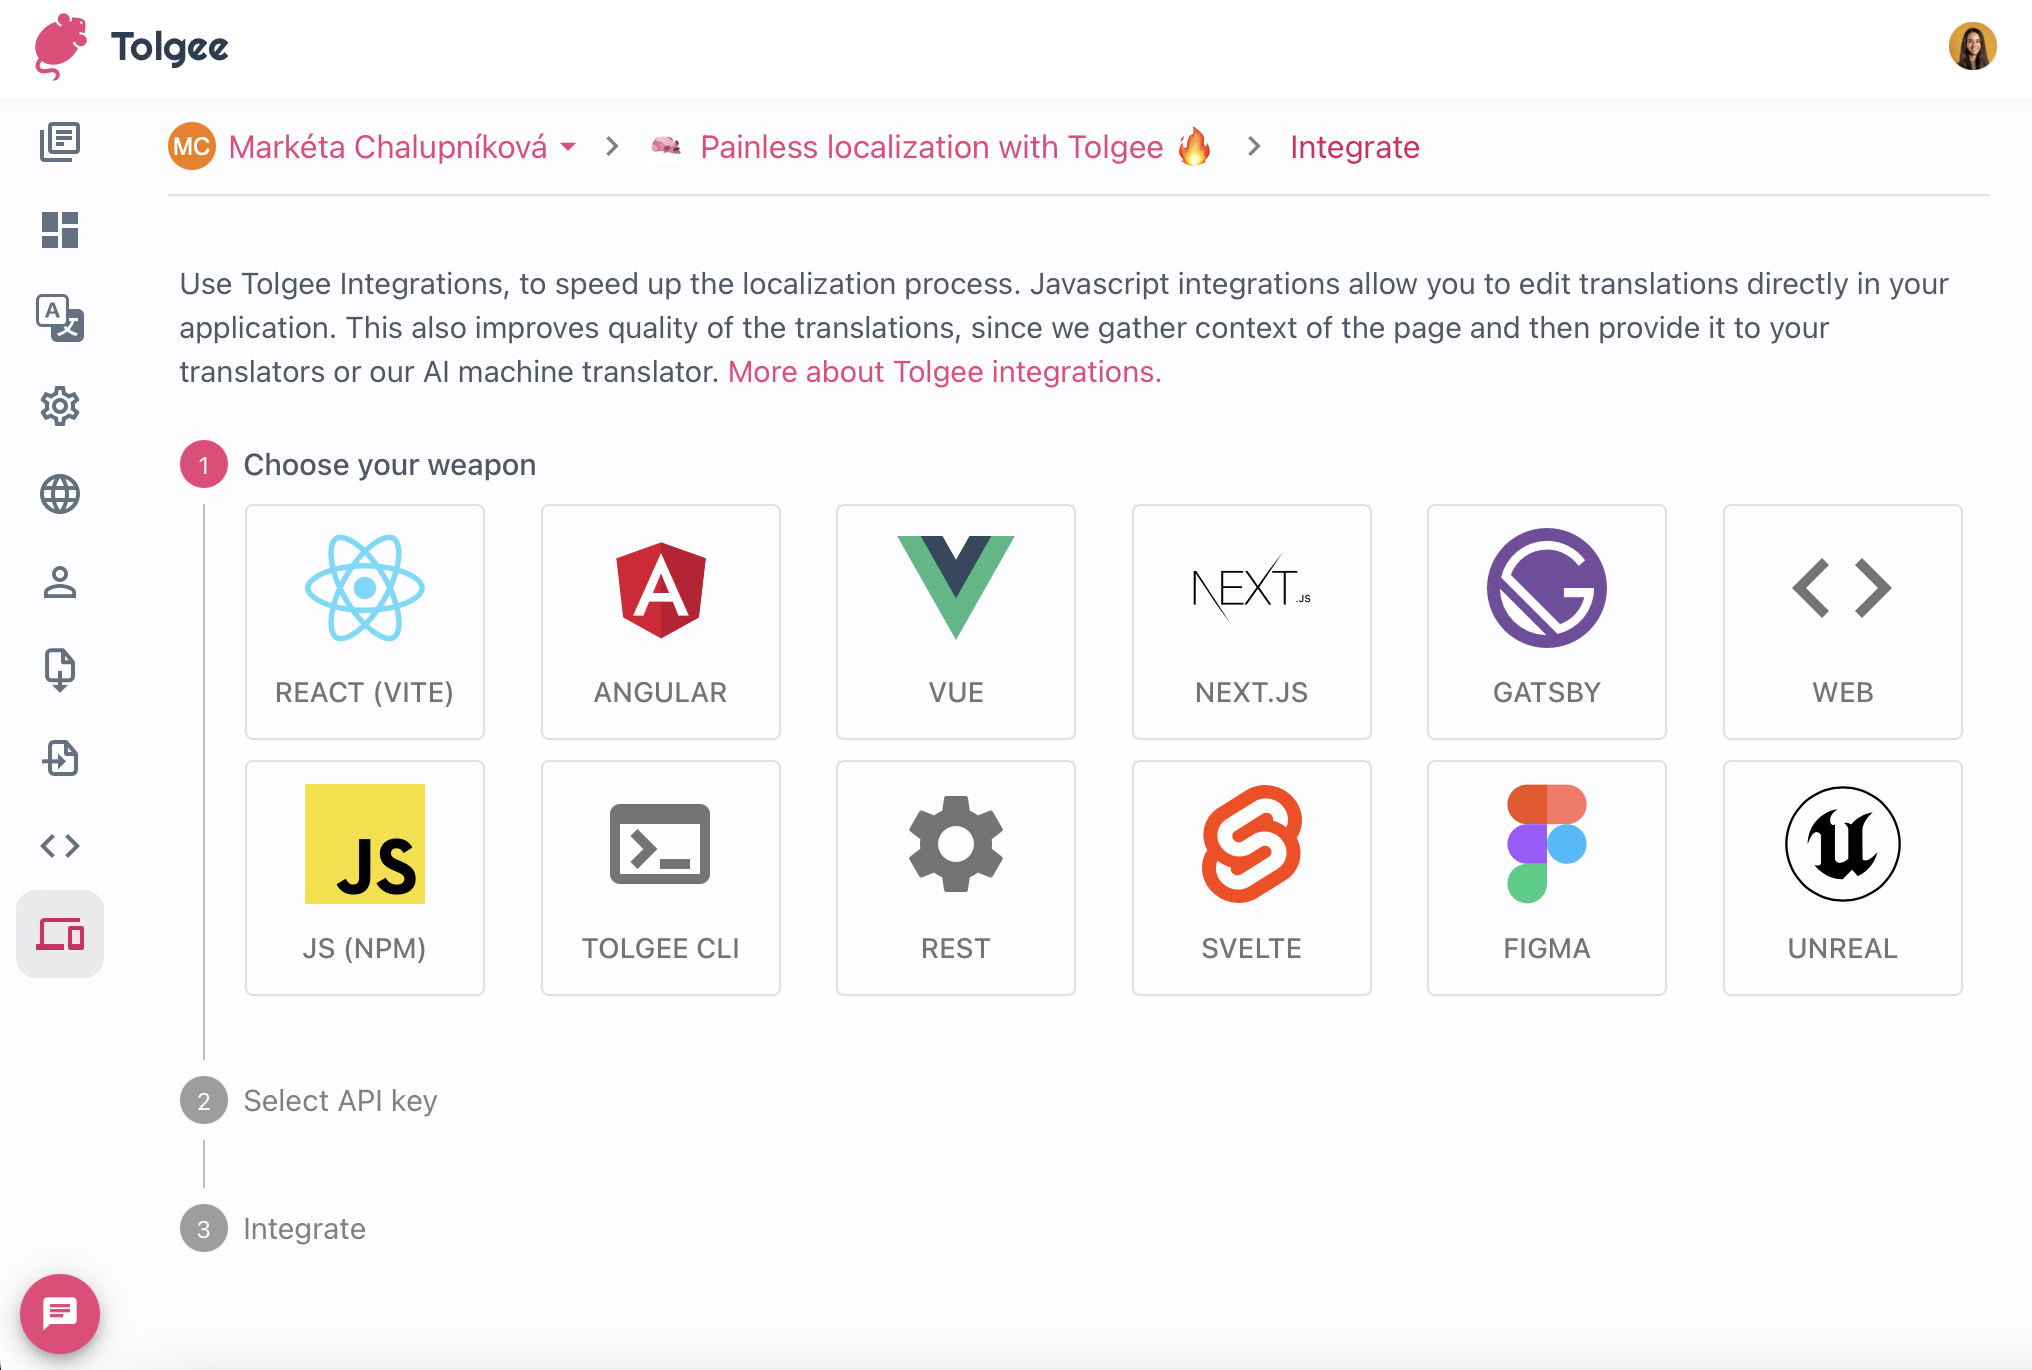 Tolgee
MC Markéta Chalupníková > Painless localization with Tolgee 🔥 > Integrate
Use Tolgee Integrations, to speed up the localization process. Javascript integrations allow you to edit translations directly in your
application. This also improves quality of the translations, since we gather context of the page and then provide it to your
translators or our AI machine translator. More about Tolgee integrations.
1 Choose your weapon
NEXT.JS
REACT (VITE)
ANGULAR
VUE
NEXT.JS
GATSBY
WEB
JS
JS (NPM)
TOLGEE CLI
REST
SVELTE
FIGMA
UNREAL
2 Select API key
3 Integrate